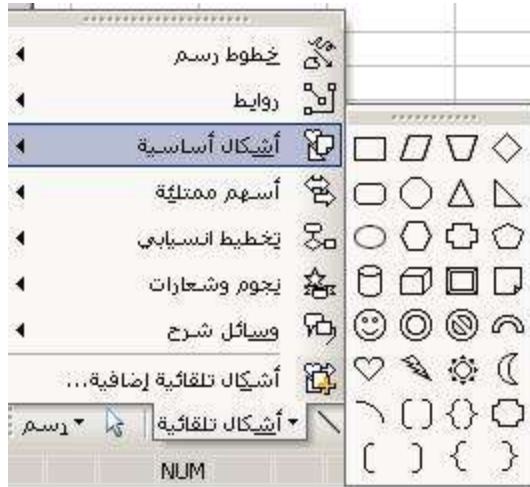 خطوط رسم
روابط
أشكال أساسية
أسهم ممتلئة
تخطيط انسيابي
نجوم وشعارات
وسائل شرح
أشكال تلقائية إضافية...
أشكال تلقائية رسم
NUM